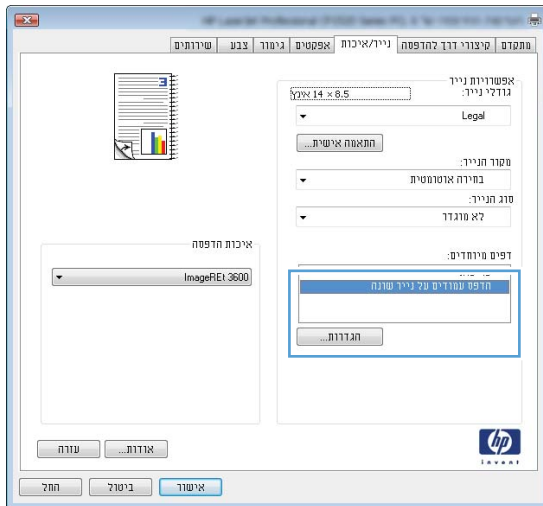 מתקדם קיצורי דרך להדפסה נייר/איכות אפקטים גימור צבע שירותים
אפשרויות נייר
גודלי נייר:
8.5 × 14 אינץ'
Legal
התאמה אישית...
מקור הנייר:
בחירה אוטומטית
סוג הנייר:
לא מוגדר
דפים מיוחדים:
הדפס עמודים על נייר שונה
הגדרות...
איכות הדפסה
ImageREt 3600
hp
invent
אודות...
עזרה
אישור
ביטול
החל